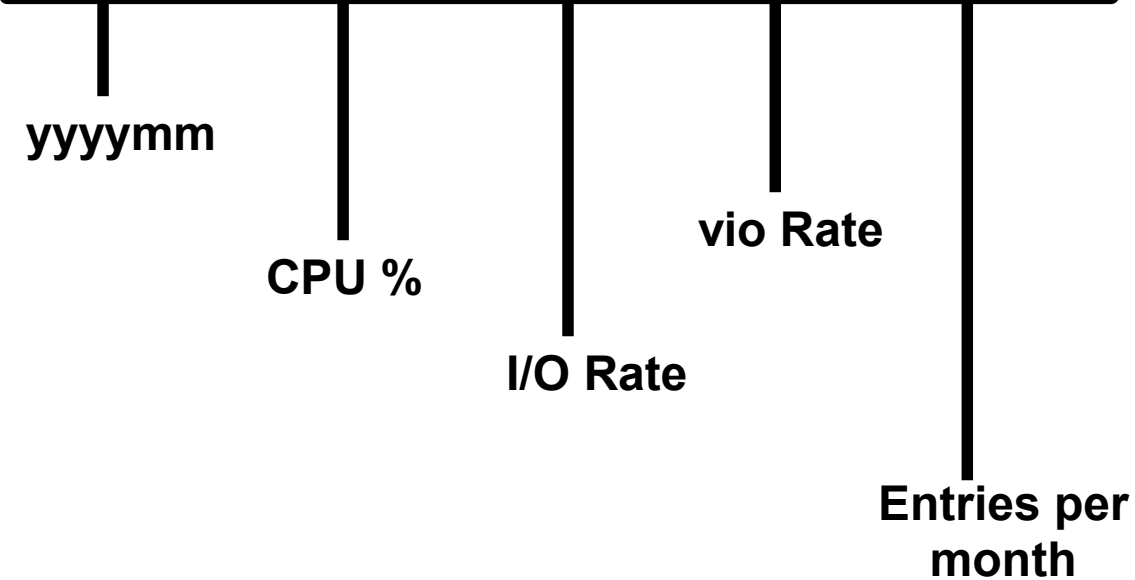 yyyymm
CPU %
I/O Rate
vio Rate
Entries per
month